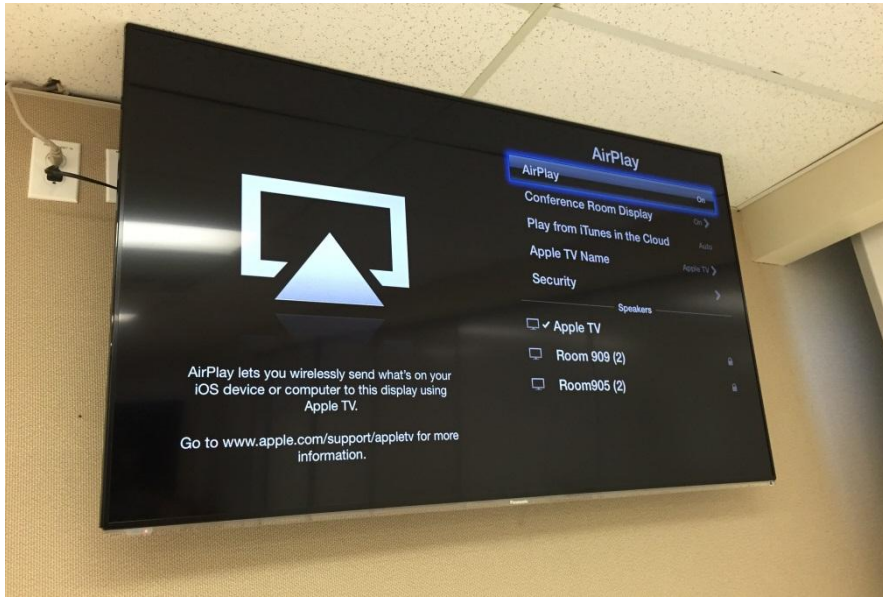 AirPlay
AirPlay On
Conference Room Display On
Play from iTunes in the Cloud Auto
Apple TV Name Apple TV
Security
Speakers
Apple TV
Room 909 (2)
Room905 (2)
AirPlay lets you wirelessly send what's on your
iOS device or computer to this display using
Apple TV.
Go to www.apple.com/support/appletv for more
information.
Panasonic